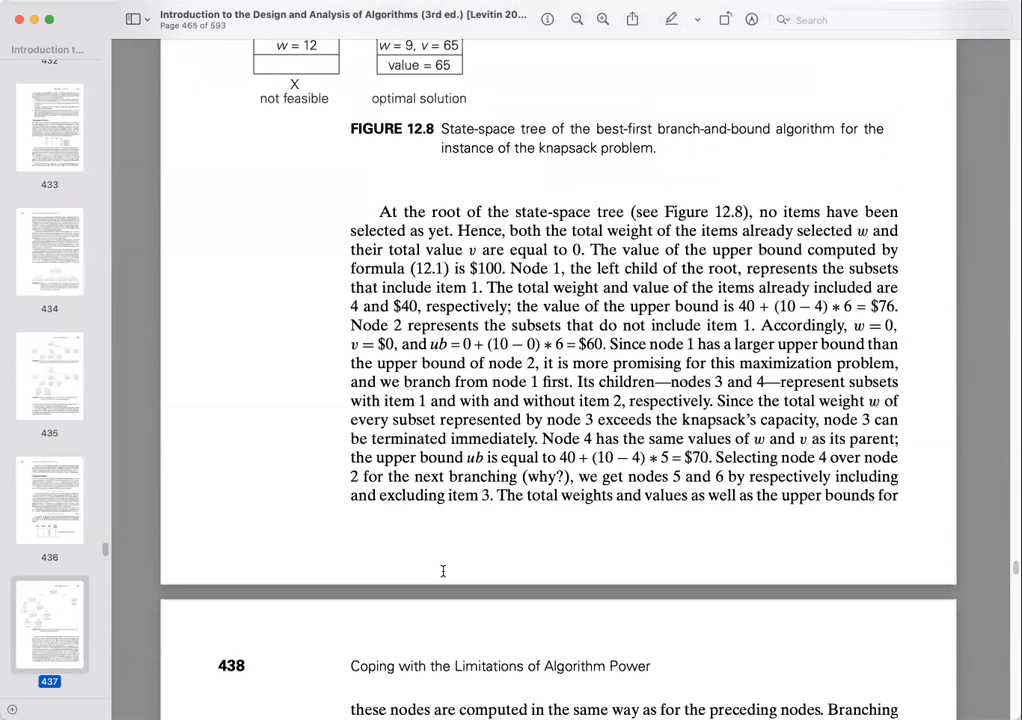 Introduction to the Design and Analysis of Algorithms (3rd ed.) [Levitin 20...
Page 465 of 593
Search
Introduction t...
432
433
434
435
436
437
w = 12
w = 9, v = 65
value = 65
X
not feasible
optimal solution
FIGURE 12.8 State-space tree of the best-first branch-and-bound algorithm for the
instance of the knapsack problem.
At the root of the state-space tree (see Figure 12.8), no items have been
selected as yet. Hence, both the total weight of the items already selected w and
their total value v are equal to 0. The value of the upper bound computed by
formula (12.1) is $100. Node 1, the left child of the root, represents the subsets
that include item 1. The total weight and value of the items already included are
4 and $40, respectively; the value of the upper bound is 40 + (10 − 4) ∗ 6 = $76.
Node 2 represents the subsets that do not include item 1. Accordingly, w = 0,
v = $0, and ub = 0 + (10 − 0) ∗ 6 = $60. Since node 1 has a larger upper bound than
the upper bound of node 2, it is more promising for this maximization problem,
and we branch from node 1 first. Its children—nodes 3 and 4—represent subsets
with item 1 and with and without item 2, respectively. Since the total weight w of
every subset represented by node 3 exceeds the knapsack's capacity, node 3 can
be terminated immediately. Node 4 has the same values of w and v as its parent;
the upper bound ub is equal to 40 + (10 − 4) ∗ 5 = $70. Selecting node 4 over node
2 for the next branching (why?), we get nodes 5 and 6 by respectively including
and excluding item 3. The total weights and values as well as the upper bounds for
438
Coping with the Limitations of Algorithm Power
these nodes are computed in the same way as for the preceding nodes. Branching